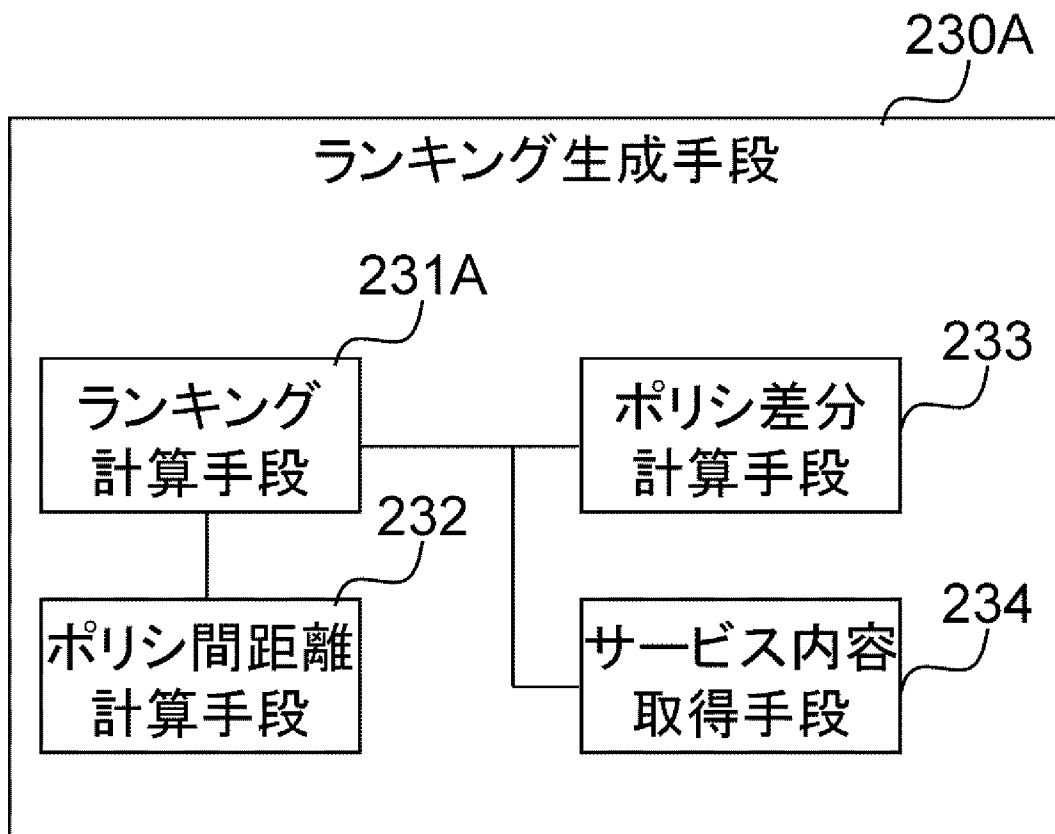 230A
ランキング生成手段
231A
ランキング
計算手段
233
ポリシ差分
計算手段
232
ポリシ間距離
計算手段
234
サービス内容
取得手段